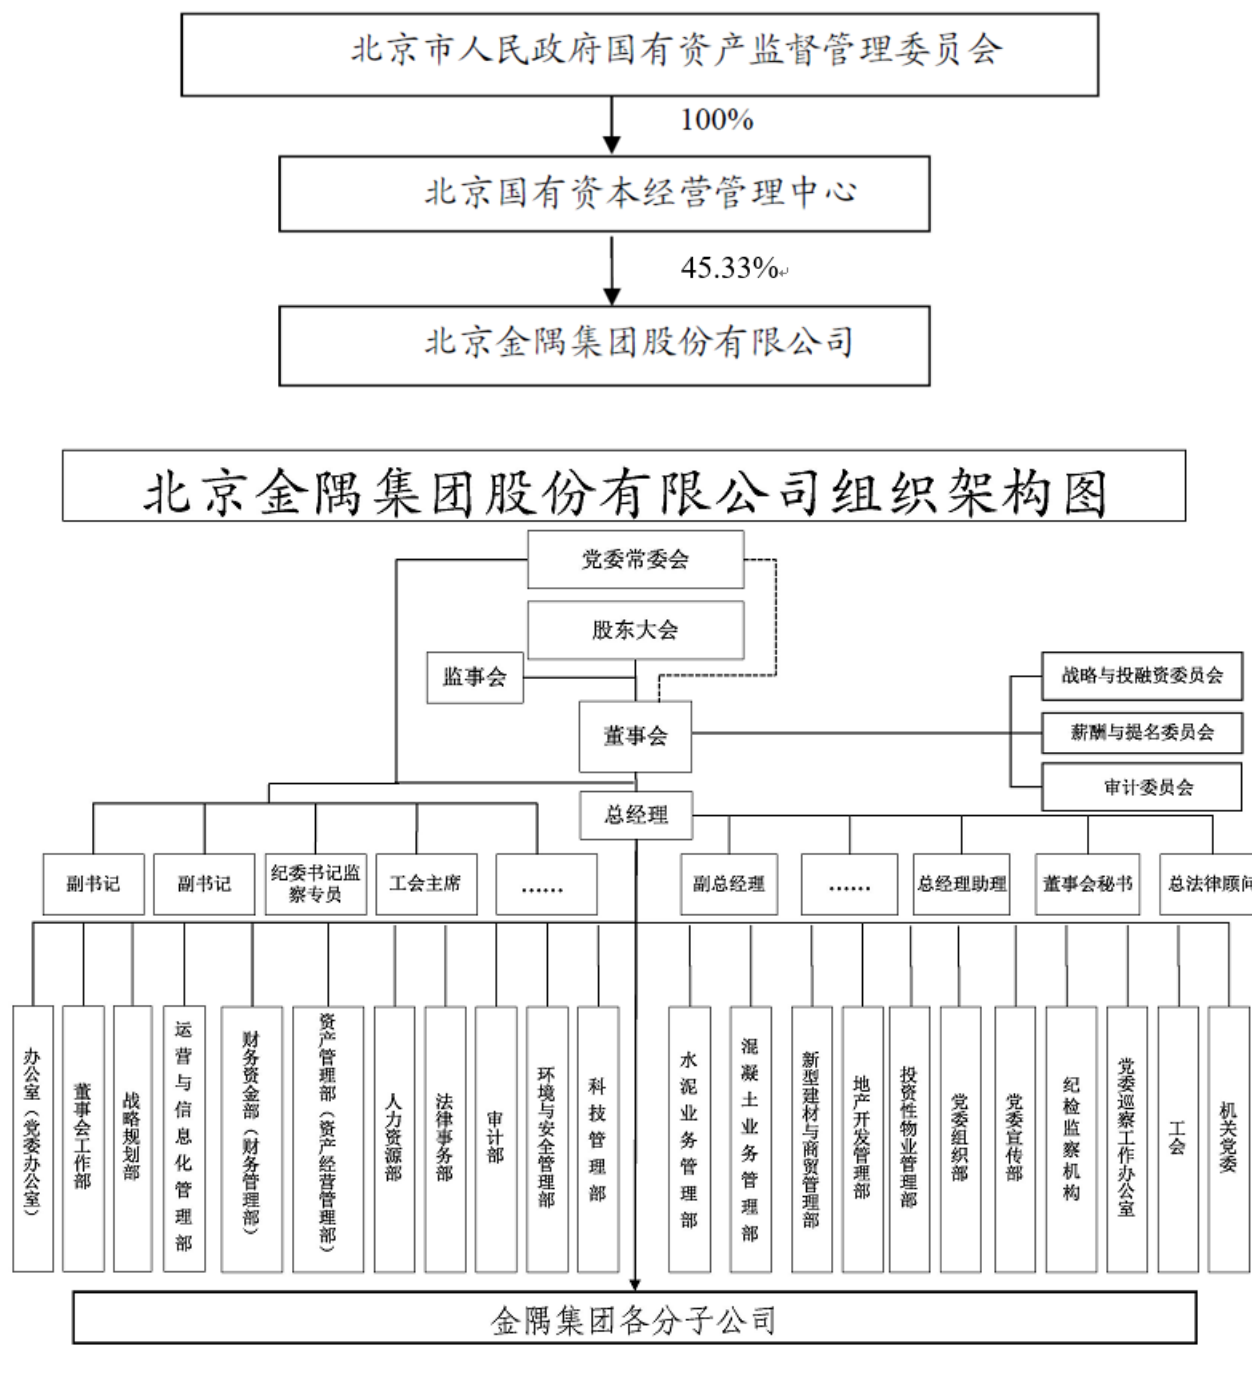 北京市人民政府国有资产监督管理委员会
100%
北京国有资本经营管理中心
45.33%
北京金隅集团股份有限公司
北京金隅集团股份有限公司组织架构图
党委常委会
股东大会
监事会
董事会
战略与投融资委员会
薪酬与提名委员会
审计委员会
总经理
副书记
副书记
纪委书记监
察专员
工会主席
……
副总经理
……
总经理助理
董事会秘书
总法律顾问
办公室（党委办公室）
董事会工作部
战略规划部
运营与信息化管理部
财务资金部（财务管理部）
资产管理部（资产经营管理部）
人力资源部
法律事务部
审计部
环境与安全管理部
科技管理部
水泥业务管理部
混凝土业务管理部
新型建材与商贸管理部
地产开发管理部
投资性物业管理部
党委组织部
党委宣传部
纪检监察机构
党委巡察工作办公室
工会
机关党委
金隅集团各分子公司